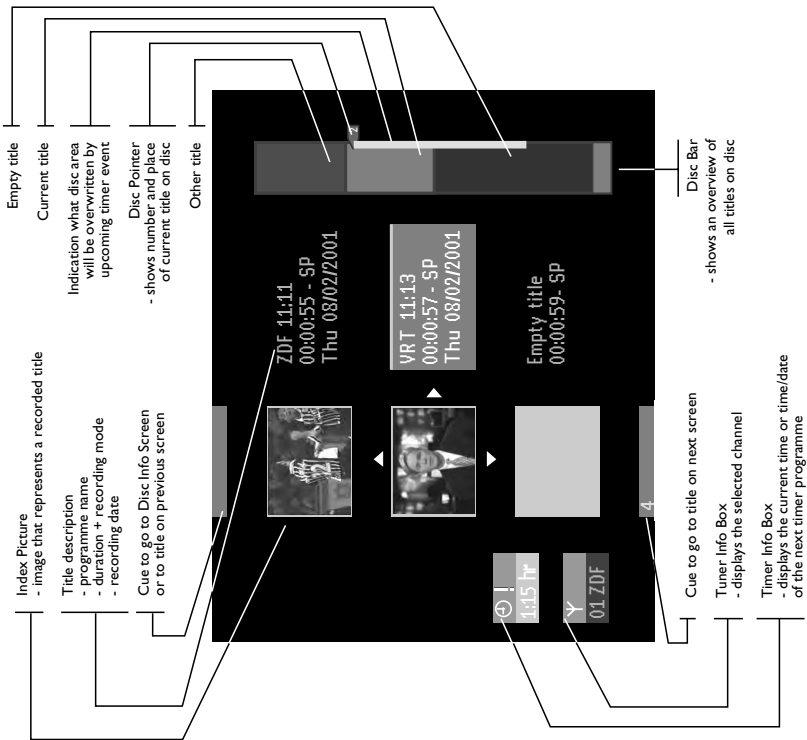 Index Picture
- image that represents a recorded title
Title description
- programme name
- duration + recording mode
- recording date
Cue to go to Disc Info Screen
or to title on previous screen
Empty title
Current title
Indication what disc area
will be overwritten by
upcoming timer event
Disc Pointer
- shows number and place
of current title on disc
Other title
ZDF 11:11
00:00:55 - SP
Thu 08/02/2001
2
VRT 11:13
00:00:57 - SP
Thu 08/02/2001
Empty title
00:00:59- SP
!
1:15 hr
01 ZDF
4
Cue to go to title on next screen
Tuner Info Box
- displays the selected channel
Timer Info Box
- displays the current time or time/date
of the next timer programme
Disc Bar
- shows an overview of
all titles on disc